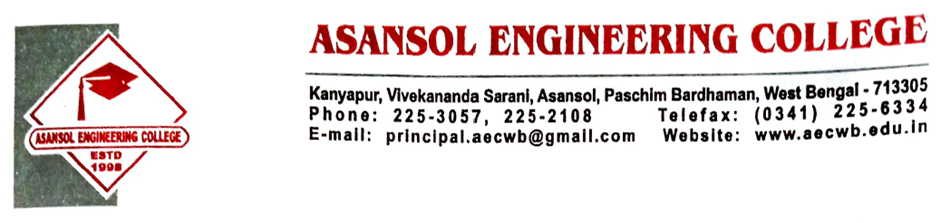 ASANSOL ENGINEERING COLLEGE
ESTD
1998
ASANSOL ENGINEERING COLLEGE
Kanyapur, Vivekananda Sarani, Asansol, Paschim Bardhaman, West Bengal - 713305
Phone: 225-3057, 225-2108 Telefax: (0341) 225-6334
E-mail: principal.aecwb@gmail.com Website: www.aecwb.edu.in